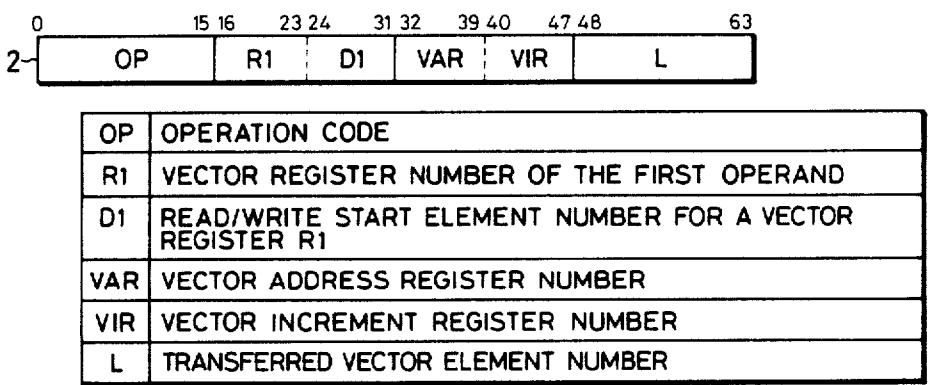 0 15 16 23 24 31 32 39 40 47 48 63
2 OP R1 D1 VAR VIR L
OP OPERATION CODE
R1 VECTOR REGISTER NUMBER OF THE FIRST OPERAND
D1 READ/WRITE START ELEMENT NUMBER FOR A VECTOR
REGISTER R1
VAR VECTOR ADDRESS REGISTER NUMBER
VIR VECTOR INCREMENT REGISTER NUMBER
L TRANSFERRED VECTOR ELEMENT NUMBER